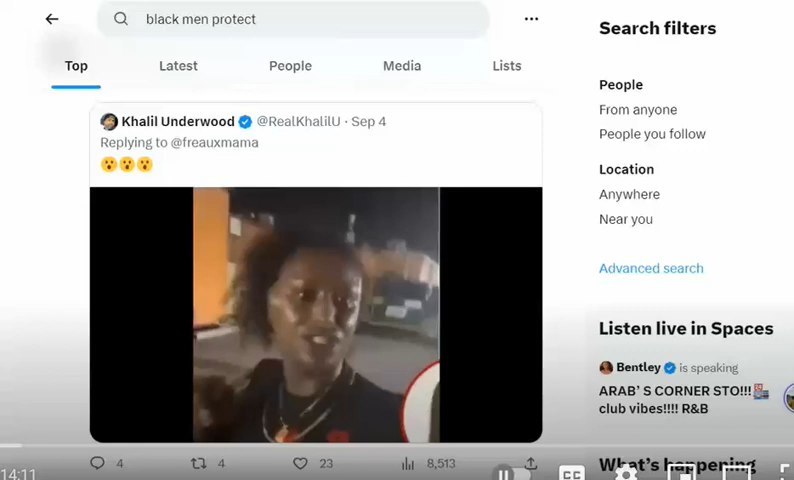 black men protect
Top
Latest
People
Media
Lists
Khalil Underwood @RealKhalilU · Sep 4
Replying to @freauxmama
😮😮😮
4
4
23
8,513
Search filters
People
From anyone
People you follow
Location
Anywhere
Near you
Advanced search
Listen live in Spaces
Bentley is speaking
ARAB'S CORNER STO!!!🏪
club vibes!!!! R&B
What's happening
14:11
CC